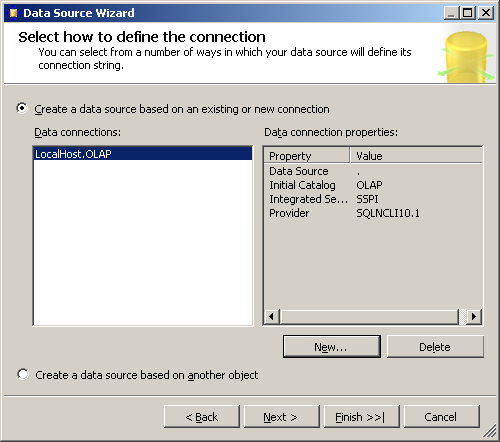 Data Source Wizard
Select how to define the connection
You can select from a number of ways in which your data source will define its
connection string.
Create a data source based on an existing or new connection
Data connections:
Data connection properties:
LocalHost.OLAP
Property Value
Data Source .
Initial Catalog OLAP
Integrated Se... SSPI
Provider SQLNCLI10.1
New... Delete
Create a data source based on another object
< Back Next > Finish >>| Cancel